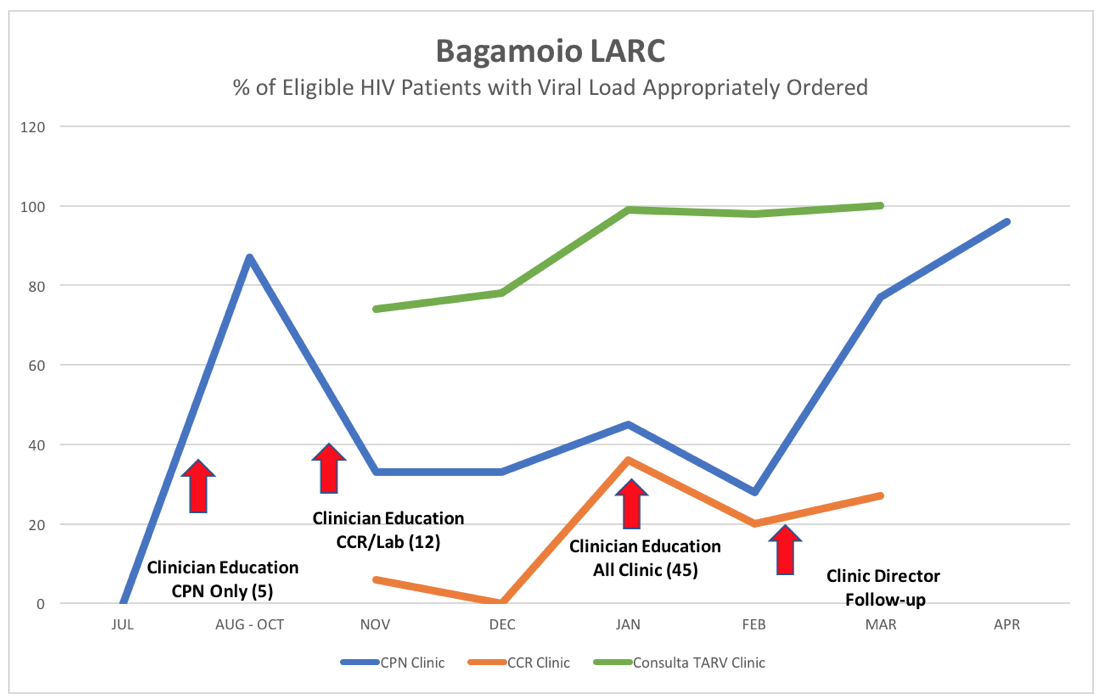 Bagamoio LARC
% of Eligible HIV Patients with Viral Load Appropriately Ordered
120
100
80
60
40
20
0
Clinician Education
CPN Only (5)
Clinician Education
CCR/Lab (12)
Clinician Education
All Clinic (45)
Clinic Director
Follow-up
JUL
AUG - OCT
NOV
DEC
JAN
FEB
MAR
APR
CPN Clinic
CCR Clinic
Consulta TARV Clinic